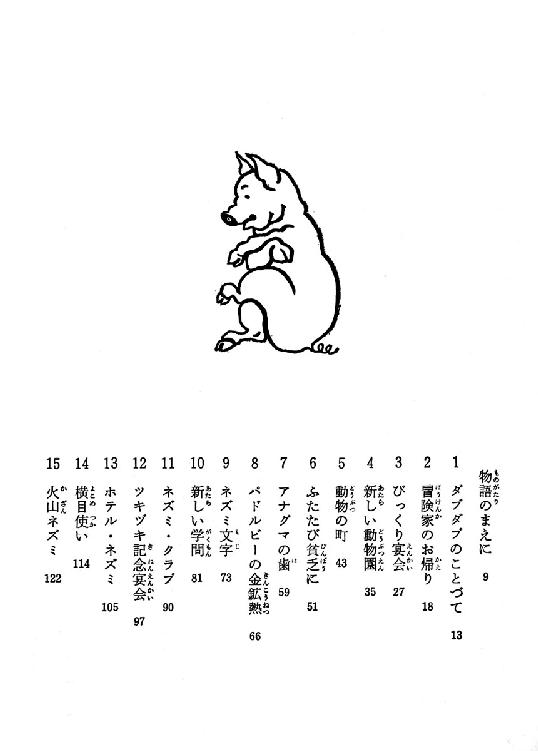 物語のまえに 9
1 ダブダブのことづて 13
2 冒険家のお帰り 18
3 びっくり宴会 27
4 新しい動物園 35
5 動物の町 43
6 ふたたび貧乏に 51
7 アナグマの歯 59
8 パドルビーの金鉱熱 66
9 ネズミ文字 73
10 新しい学問 81
11 ネズミ・クラブ 90
12 ツキヅキ記念宴会 97
13 ホテル・ネズミ 105
14 横目使い 114
15 火山ネズミ 122